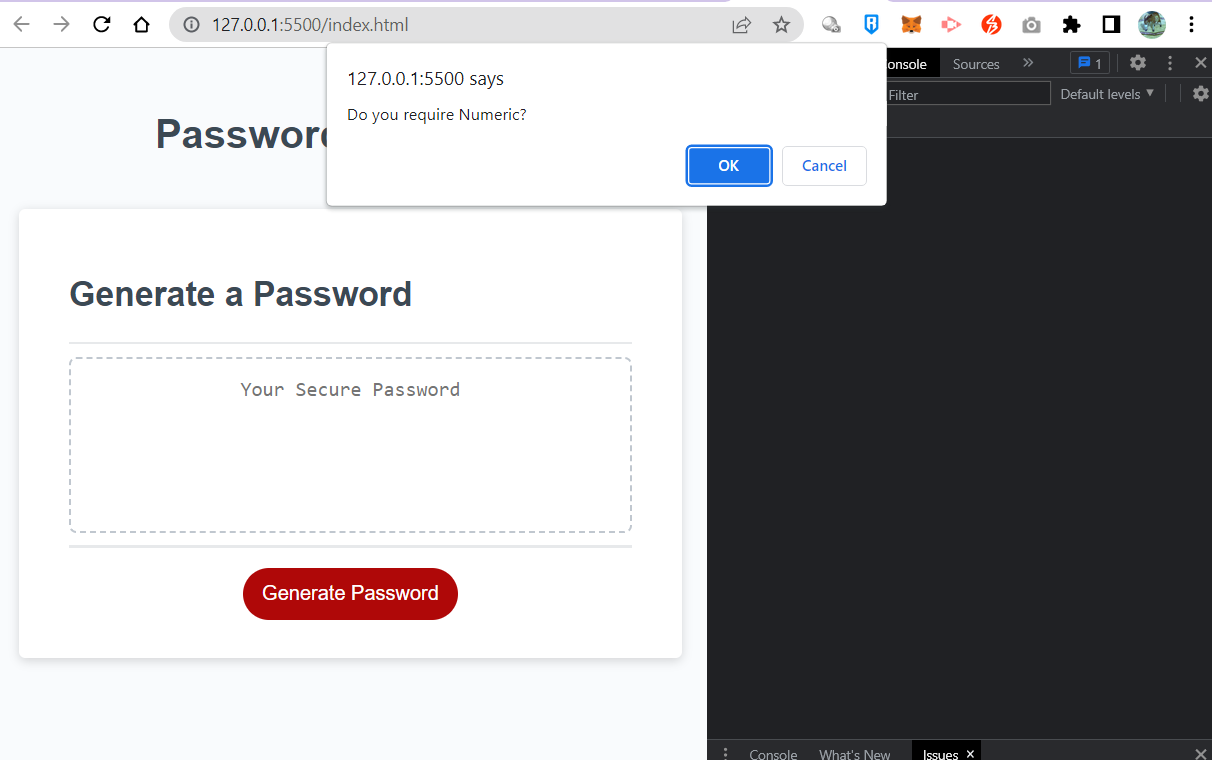 127.0.0.1:5500/index.html
127.0.0.1:5500 says
Do you require Numeric?
OK
Cancel
onsole
Sources
1
Filter
Default levels
Password
Generate a Password
Your Secure Password
Generate Password
Console
What's New
Issues